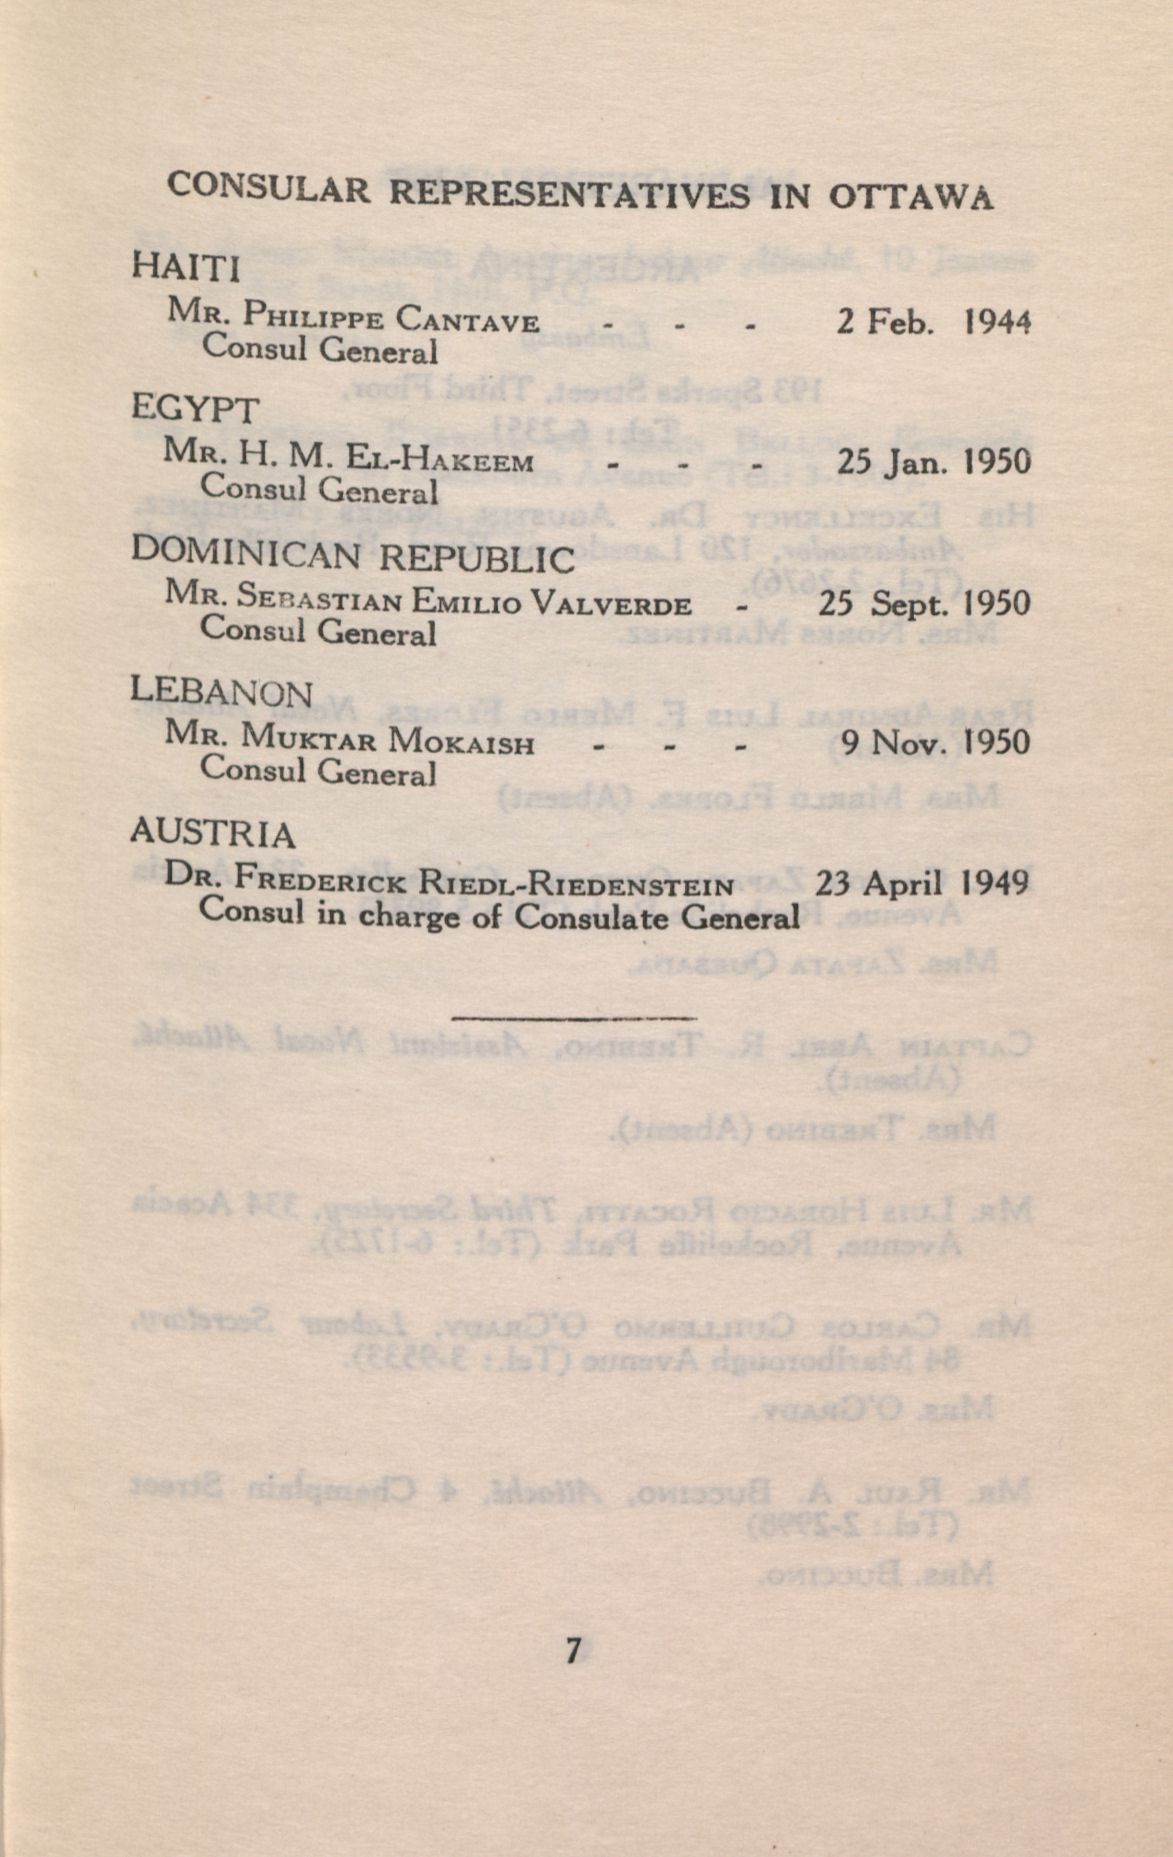 CONSULAR REPRESENTATIVES IN OTTAWA
HAITI
MR. PHILIPPE CANTAVE - - - 2 Feb. 1944
Consul General
EGYPT
MR. H. M. EL-HAKEEM - - - 25 Jan. 1950
Consul General
DOMINICAN REPUBLIC
MR. SEBASTIAN EMILIO VALVERDE - 25 Sept. 1950
Consul General
LEBANON
MR. MUKTAR MOKAISH - - - 9 Nov. 1950
Consul General
AUSTRIA
DR. FREDERICK RIEDL-RIEDENSTEIN 23 April 1949
Consul in charge of Consulate General
7